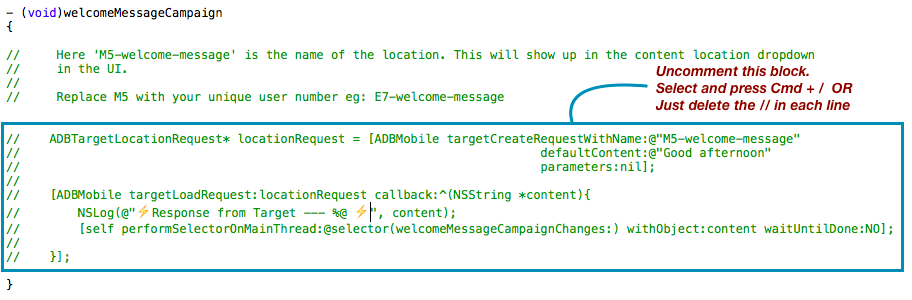 - (void)welcomeMessageCampaign
{
//     Here 'M5-welcome-message' is the name of the location. This will show up in the content location dropdown
//     in the UI.
//
//     Replace M5 with your unique user number eg: E7-welcome-message
Uncomment this block.
Select and press Cmd + /  OR
Just delete the // in each line
//    ADBTargetLocationRequest* locationRequest = [ADBMobile targetCreateRequestWithName:@"M5-welcome-message"
//                                                                        defaultContent:@"Good afternoon"
//                                                                        parameters:nil];
//
//    [ADBMobile targetLoadRequest:locationRequest callback:^(NSString *content){
//        NSLog(@"⚡Response from Target --- %@ ⚡", content);
//        [self performSelectorOnMainThread:@selector(welcomeMessageCampaignChanges:) withObject:content waitUntilDone:NO];
//
//    }];
}